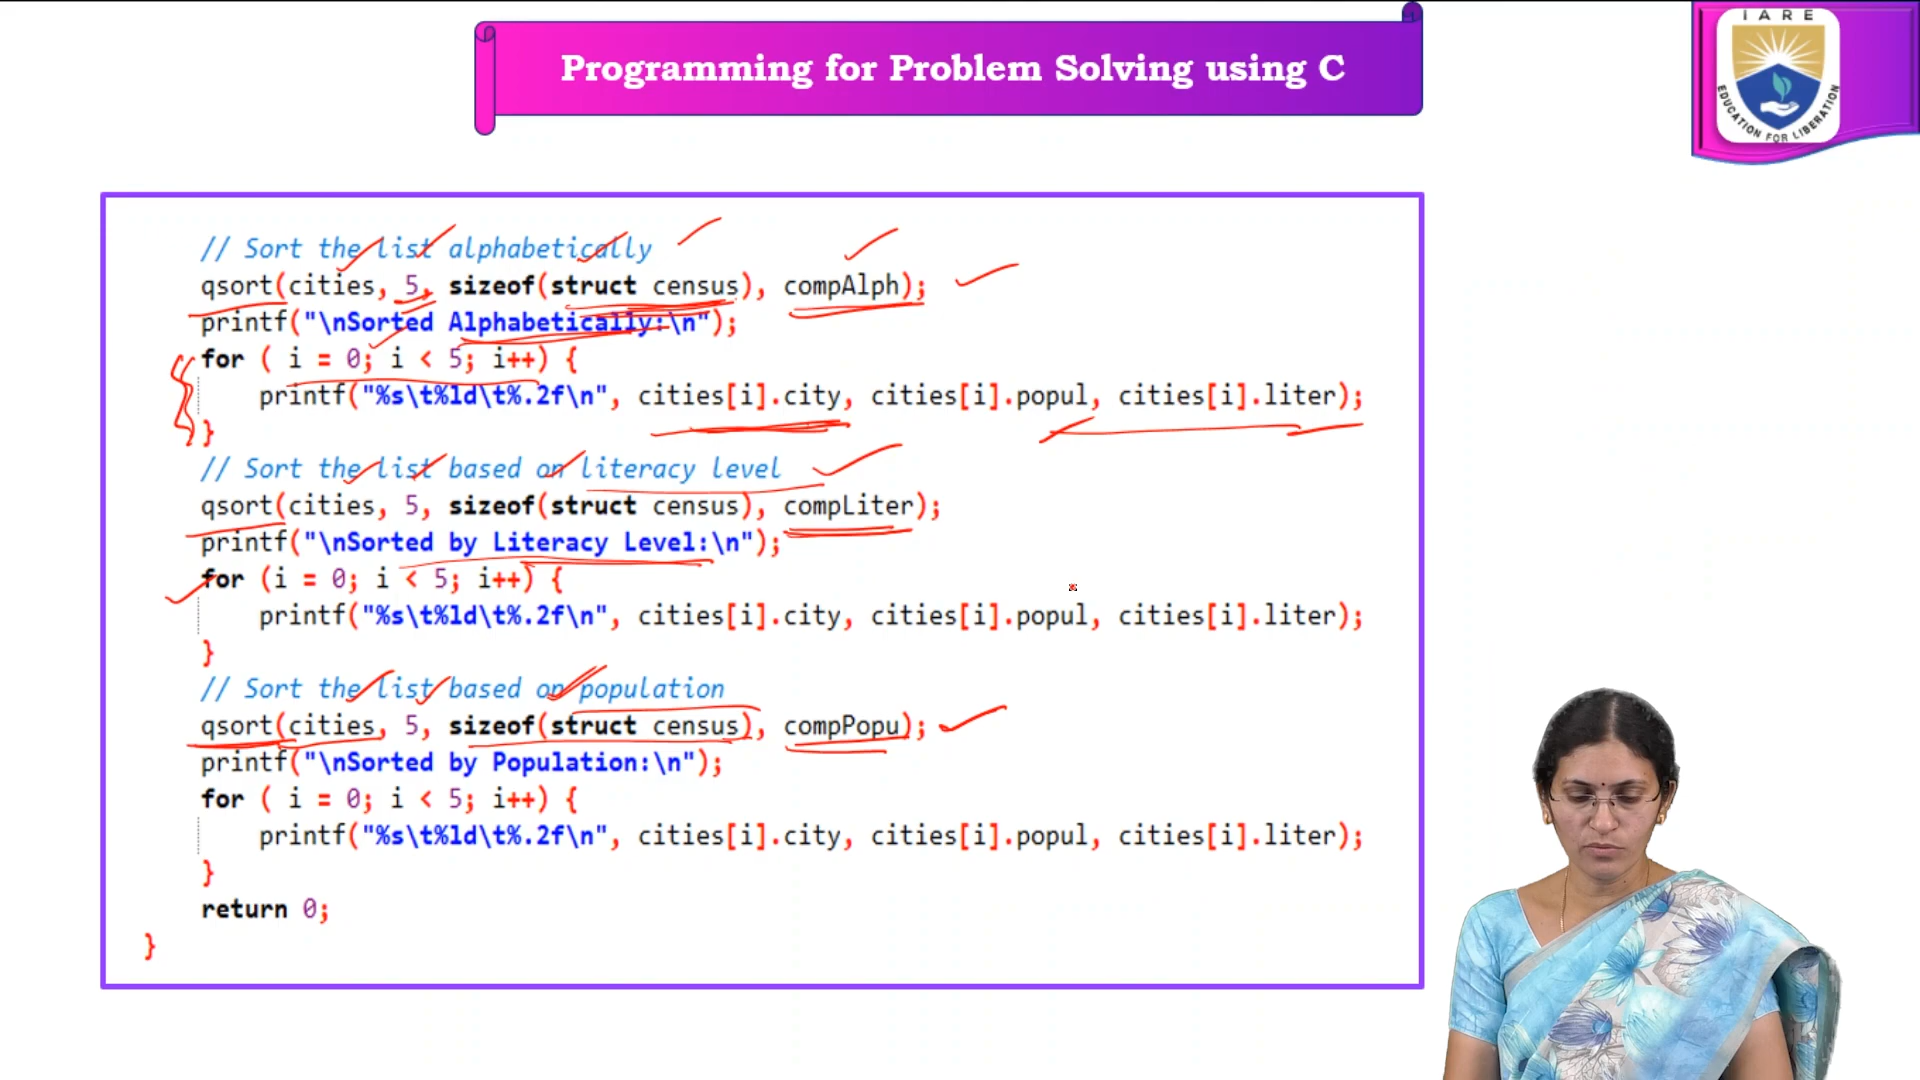 Programming for Problem Solving using C
IARE
EDUCATION FOR LIBERATION
// Sort the list alphabetically
qsort(cities, 5, sizeof(struct census), compAlph);
printf("\nSorted Alphabetically:\n");
for ( i = 0; i < 5; i++) {
printf("%s\t%ld\t%.2f\n", cities[i].city, cities[i].popul, cities[i].liter);
}
// Sort the list based on literacy level
qsort(cities, 5, sizeof(struct census), compLiter);
printf("\nSorted by Literacy Level:\n");
for (i = 0; i < 5; i++) {
printf("%s\t%ld\t%.2f\n", cities[i].city, cities[i].popul, cities[i].liter);
}
// Sort the list based on population
qsort(cities, 5, sizeof(struct census), compPopu);
printf("\nSorted by Population:\n");
for ( i = 0; i < 5; i++) {
printf("%s\t%ld\t%.2f\n", cities[i].city, cities[i].popul, cities[i].liter);
}
return 0;
}